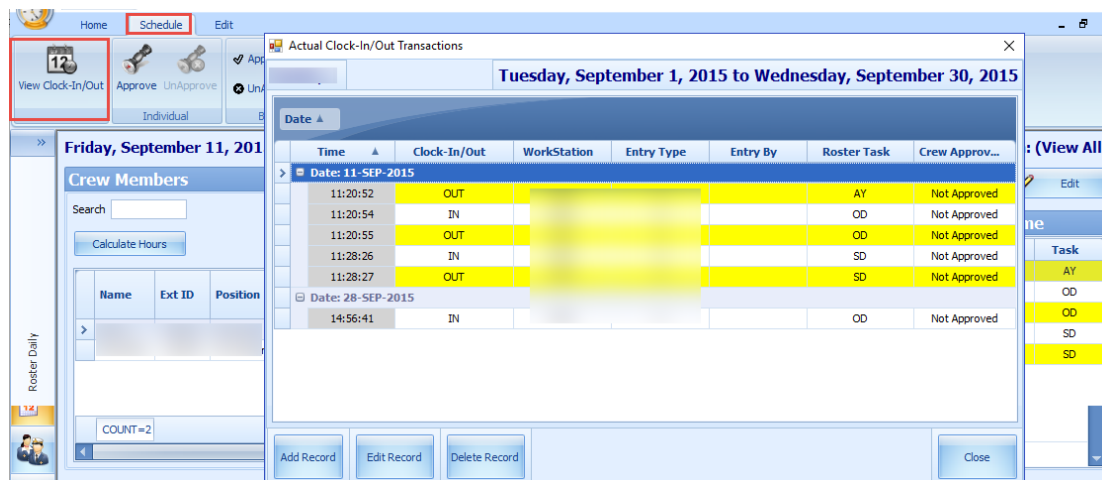 Home Schedule Edit
12
View Clock-In/Out Approve UnApprove App
UnA
Individual B
Actual Clock-In/Out Transactions
Tuesday, September 1, 2015 to Wednesday, September 30, 2015
Date
Time Clock-In/Out WorkStation Entry Type Entry By Roster Task Crew Approv...
Date: 11-SEP-2015
11:20:52 OUT AY Not Approved
11:20:54 IN OD Not Approved
11:20:55 OUT OD Not Approved
11:28:26 IN SD Not Approved
11:28:27 OUT SD Not Approved
Date: 28-SEP-2015
14:56:41 IN OD Not Approved
Add Record Edit Record Delete Record Close
» Friday, September 11, 201
Crew Members
Search
Calculate Hours
Name Ext ID Position
COUNT=2
Roster Daily
12
: (View All
Edit
ne
Task
AY
OD
OD
SD
SD